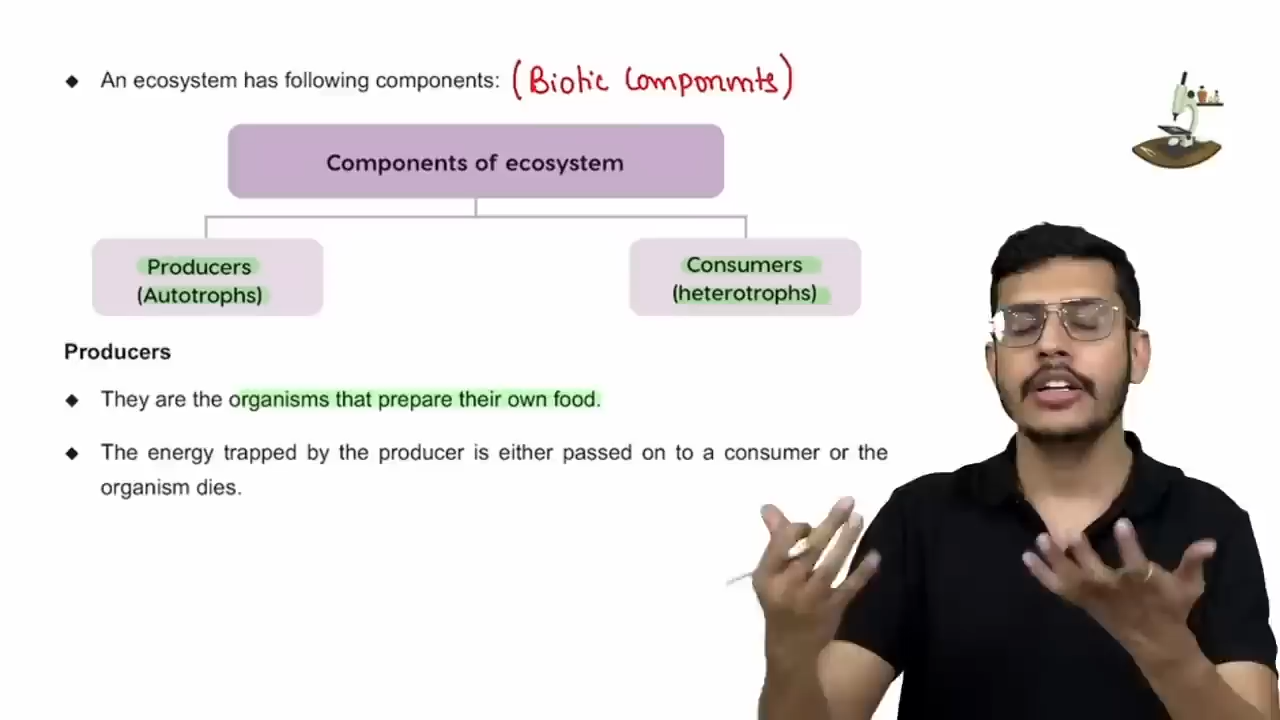 ◆ An ecosystem has following components: (Biotic Components)
Components of ecosystem
Producers
(Autotrophs)
Consumers
(heterotrophs)
Producers
◆ They are the organisms that prepare their own food.
◆ The energy trapped by the producer is either passed on to a consumer or the
organism dies.